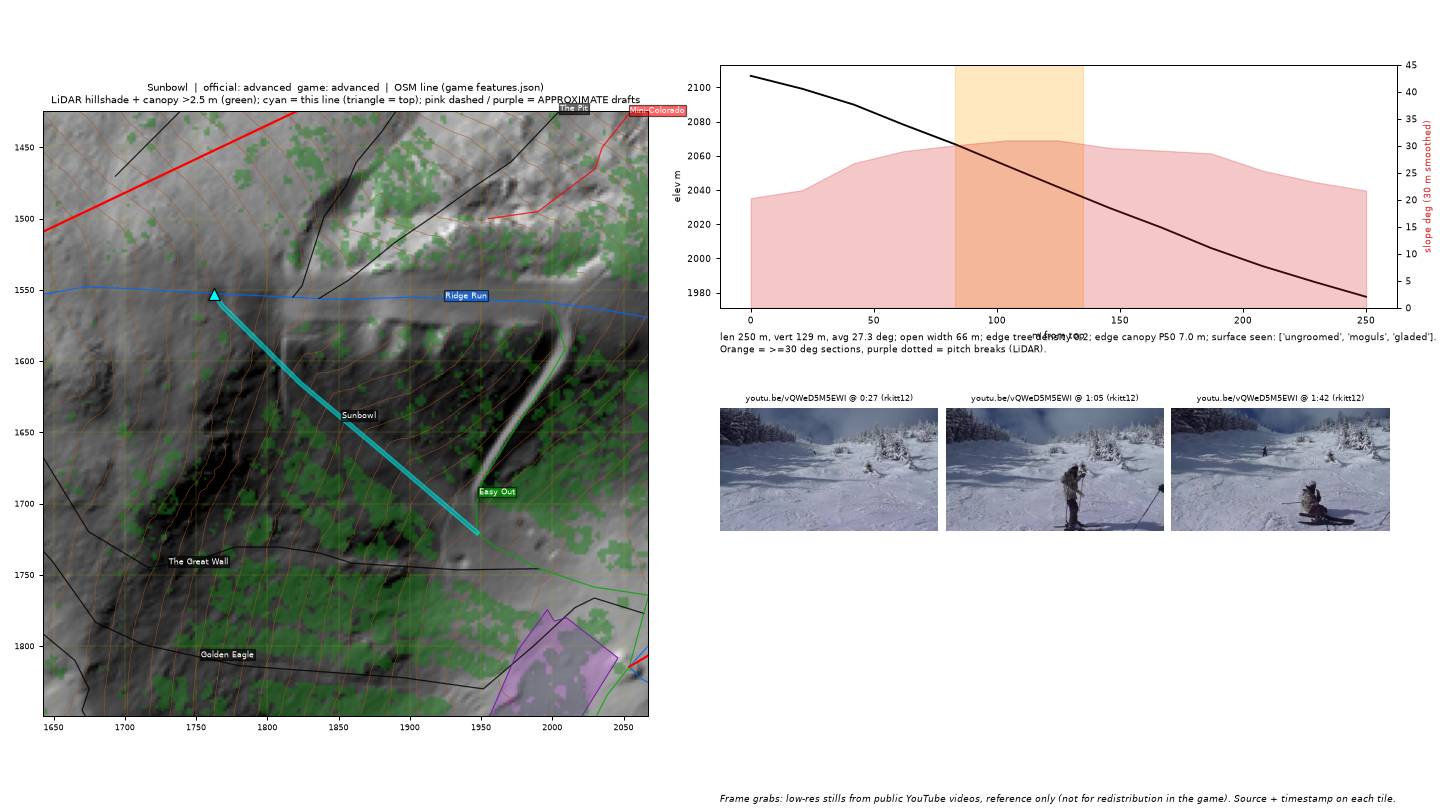 Sunbowl | official: advanced game: advanced | OSM line (game features.json)
LiDAR hillshade + canopy >2.5 m (green); cyan = this line (triangle = top); pink dashed / purple = APPROXIMATE drafts
The Pit
Mini-Colorado
1450
1500
1550
1600
1650
1700
1750
1800
Ridge Run
Sunbowl
Easy Out
The Great Wall
Golden Eagle
1650 1700 1750 1800 1850 1900 1950 2000 2050
elev m
2100
2080
2060
2040
2020
2000
1980
45
40
35
30
25
20
15
10
5
0
slope deg (30 m smoothed)
0 50 100 150 200 250
m from top
len 250 m, vert 129 m, avg 27.3 deg; open width 66 m; edge tree density 0.2; edge canopy P50 7.0 m; surface seen: ['ungroomed', 'moguls', 'gladed'].
Orange = >=30 deg sections, purple dotted = pitch breaks (LiDAR).
youtu.be/vQWeD5M5EWI @ 0:27 (rkitt12)
youtu.be/vQWeD5M5EWI @ 1:05 (rkitt12)
youtu.be/vQWeD5M5EWI @ 1:42 (rkitt12)
Frame grabs: low-res stills from public YouTube videos, reference only (not for redistribution in the game). Source + timestamp on each tile.